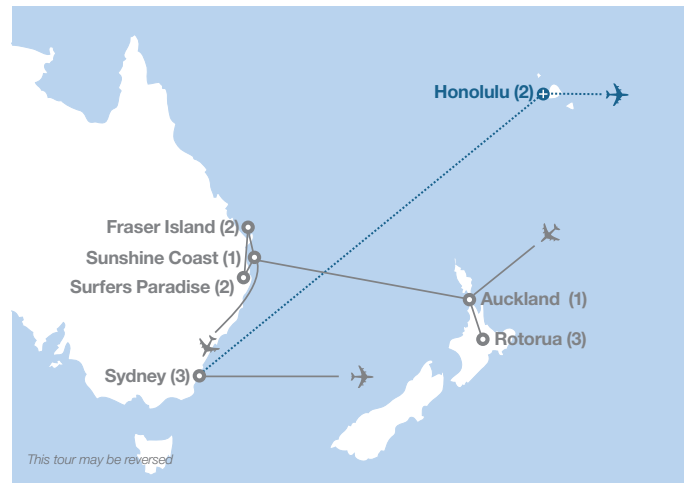 Honolulu (2)
Fraser Island (2)
Sunshine Coast (1)
Surfers Paradise (2)
Auckland (1)
Rotorua (3)
Sydney (3)
This tour may be reversed